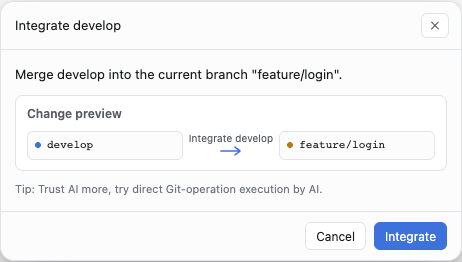 Integrate develop
Merge develop into the current branch "feature/login".
Change preview
develop
Integrate develop
feature/login
Tip: Trust AI more, try direct Git-operation execution by AI.
Cancel
Integrate